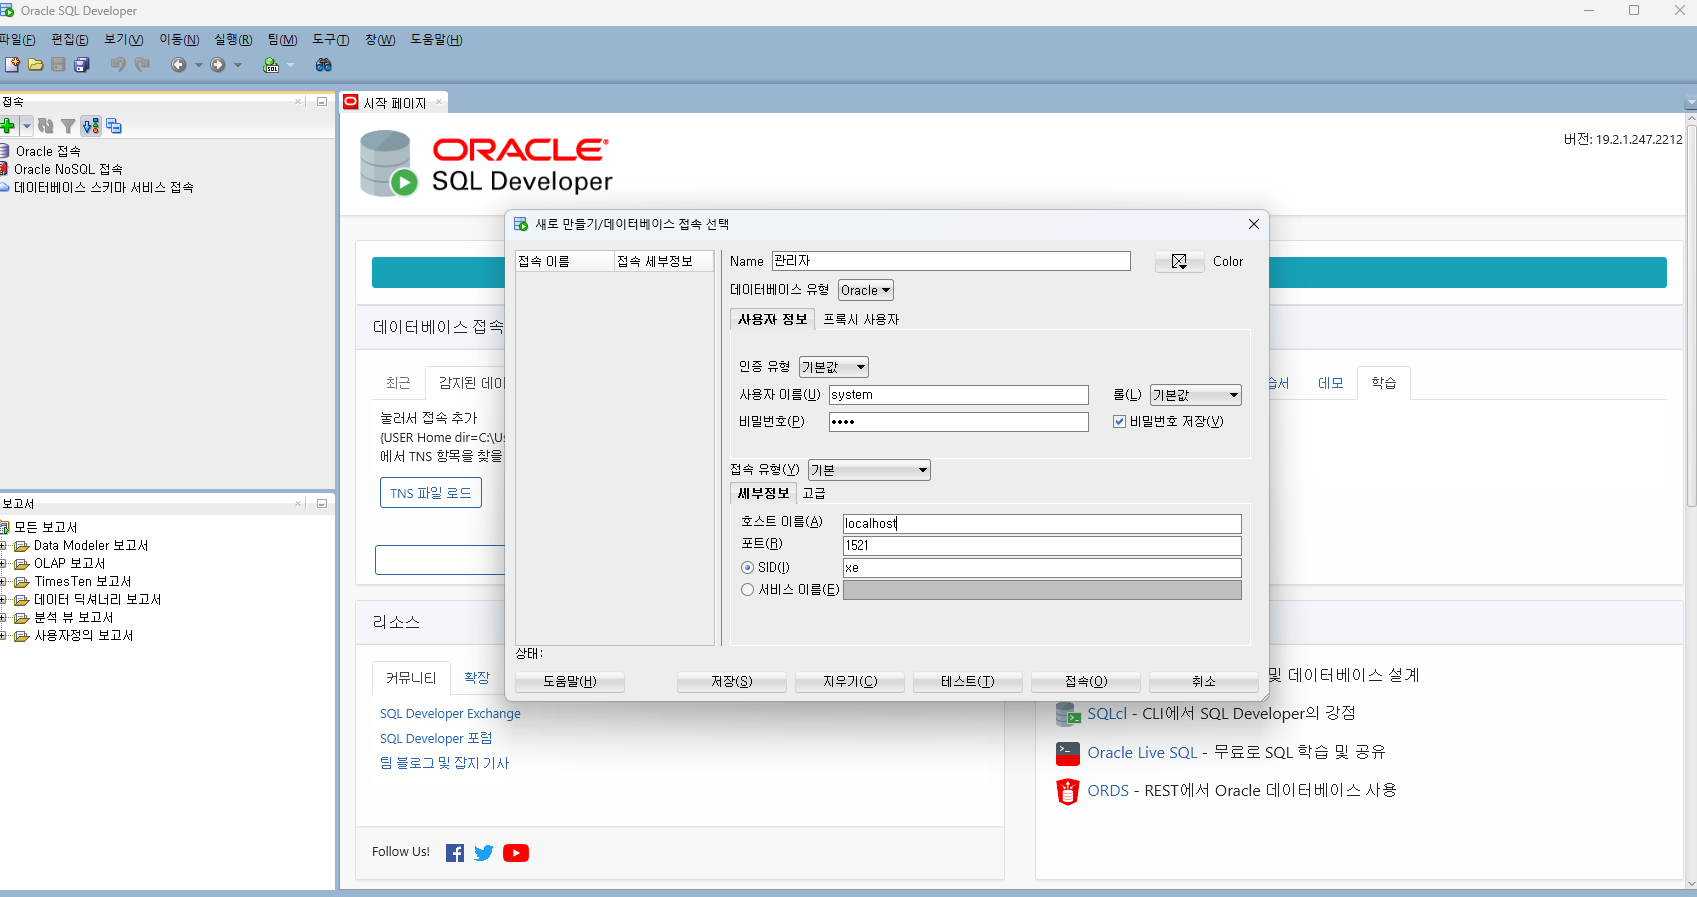 Oracle SQL Developer
파일(F) 편집(E) 보기(V) 이동(N) 실행(R) 팀(M) 도구(T) 창(W) 도움말(H)
접속
Oracle 접속
Oracle NoSQL 접속
데이터베이스 스키마 서비스 접속
보고서
모든 보고서
Data Modeler 보고서
OLAP 보고서
TimesTen 보고서
데이터 딕셔너리 보고서
분석 뷰 보고서
사용자정의 보고서
시작 페이지
ORACLE
SQL Developer
버전: 19.2.1.247.2212
데이터베이스 접속
최근 감지된 데이
눌러서 접속 추가
{USER Home dir=C:\Us
에서 TNS 항목을 찾을
TNS 파일 로드
습서 데모 학습
새로 만들기/데이터베이스 접속 선택
접속 이름 접속 세부정보
Name 관리자 Color
데이터베이스 유형 Oracle
사용자 정보 프록시 사용자
인증 유형 기본값
사용자 이름(U) system 롤(L) 기본값
비밀번호(P) •••• 비밀번호 저장(V)
접속 유형(Y) 기본
세부정보 고급
호스트 이름(A) localhost
포트(R) 1521
SID(I) xe
서비스 이름(E)
상태:
도움말(H) 저장(S) 지우기(C) 테스트(T) 접속(O) 취소
리소스
커뮤니티 확장
SQL Developer Exchange
SQL Developer 포럼
팀 블로그 및 잡지 기사
Follow Us!
및 데이터베이스 설계
SQLcl - CLI에서 SQL Developer의 강점
Oracle Live SQL - 무료로 SQL 학습 및 공유
ORDS - REST에서 Oracle 데이터베이스 사용